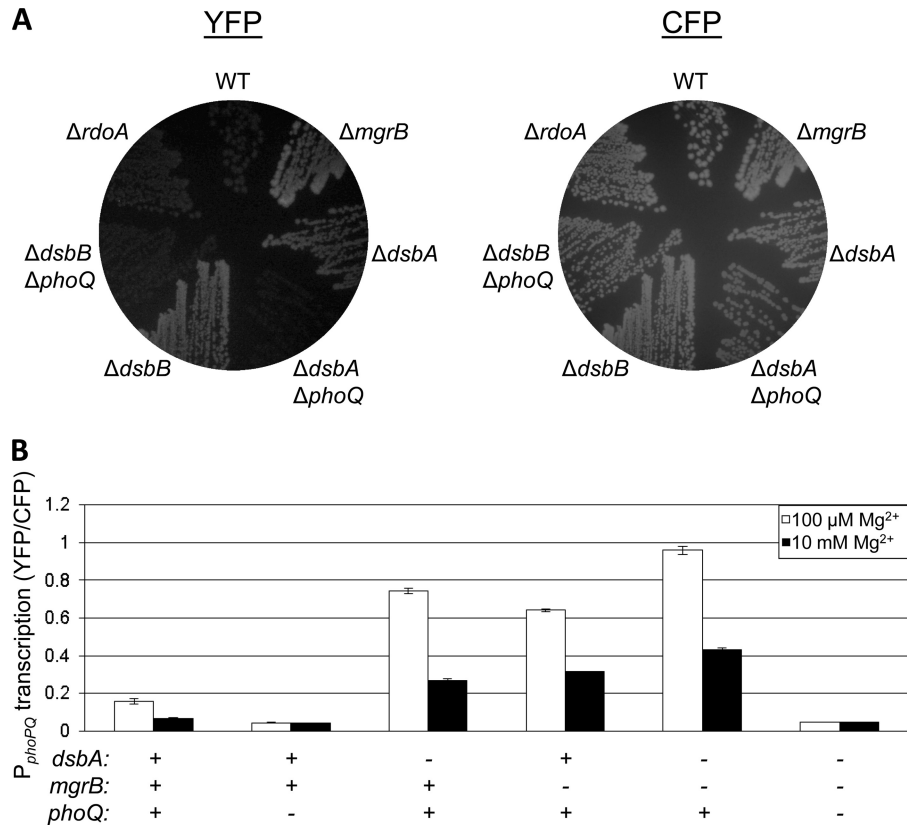 A
YFP
CFP
WT
WT
ΔrdoA
ΔmgrB
ΔrdoA
ΔmgrB
ΔdsbB
ΔphoQ
ΔdsbA
ΔdsbB
ΔphoQ
ΔdsbA
ΔdsbB
ΔdsbA
ΔphoQ
ΔdsbB
ΔdsbA
ΔphoQ
B
PphoPQ transcription (YFP/CFP)
1.2
1
0.8
0.6
0.4
0.2
0
100 µM Mg²⁺
10 mM Mg²⁺
dsbA: + + - + - -
mgrB: + + + - - -
phoQ: + - + + + -